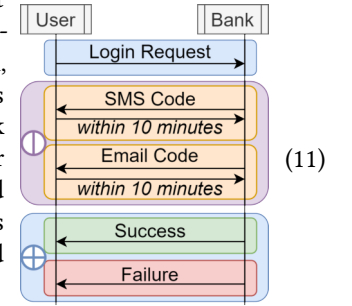 User Bank
Login Request
SMS Code
within 10 minutes
Email Code
within 10 minutes
(11)
Success
Failure